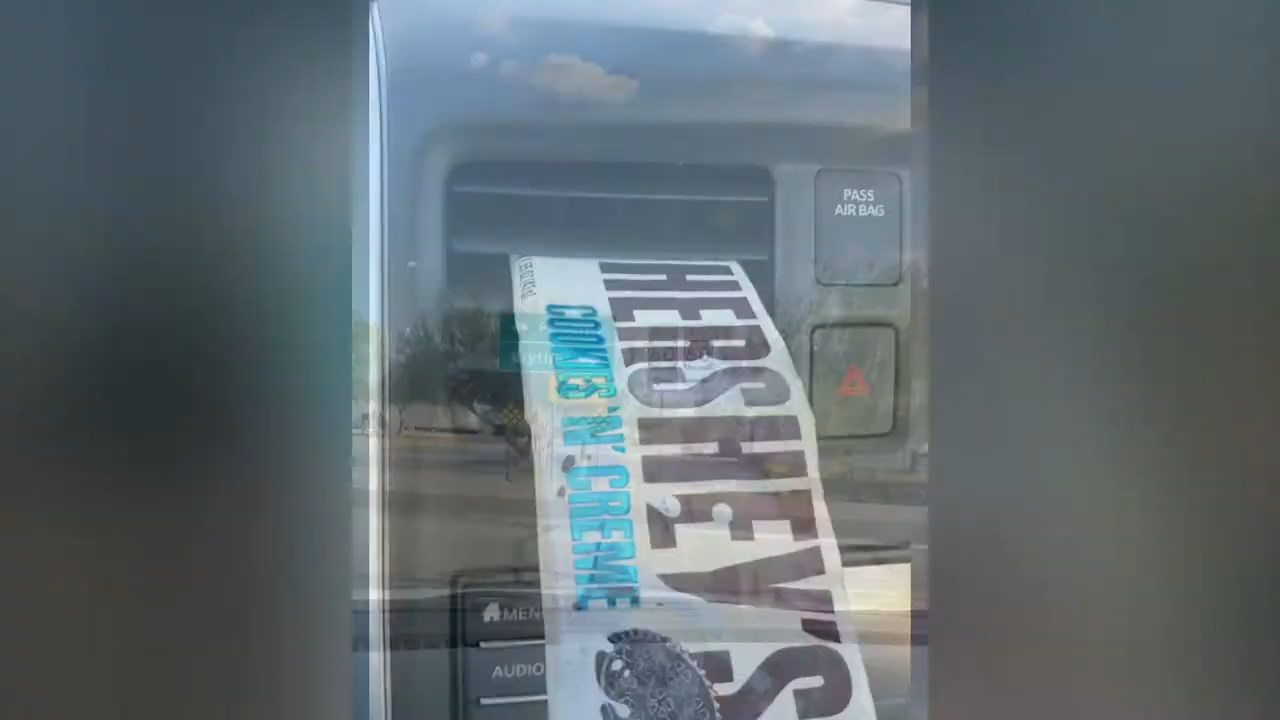 PASS
AIR BAG
HERSHEY'S
COOKIES 'N' CREME
MENU
AUDIO